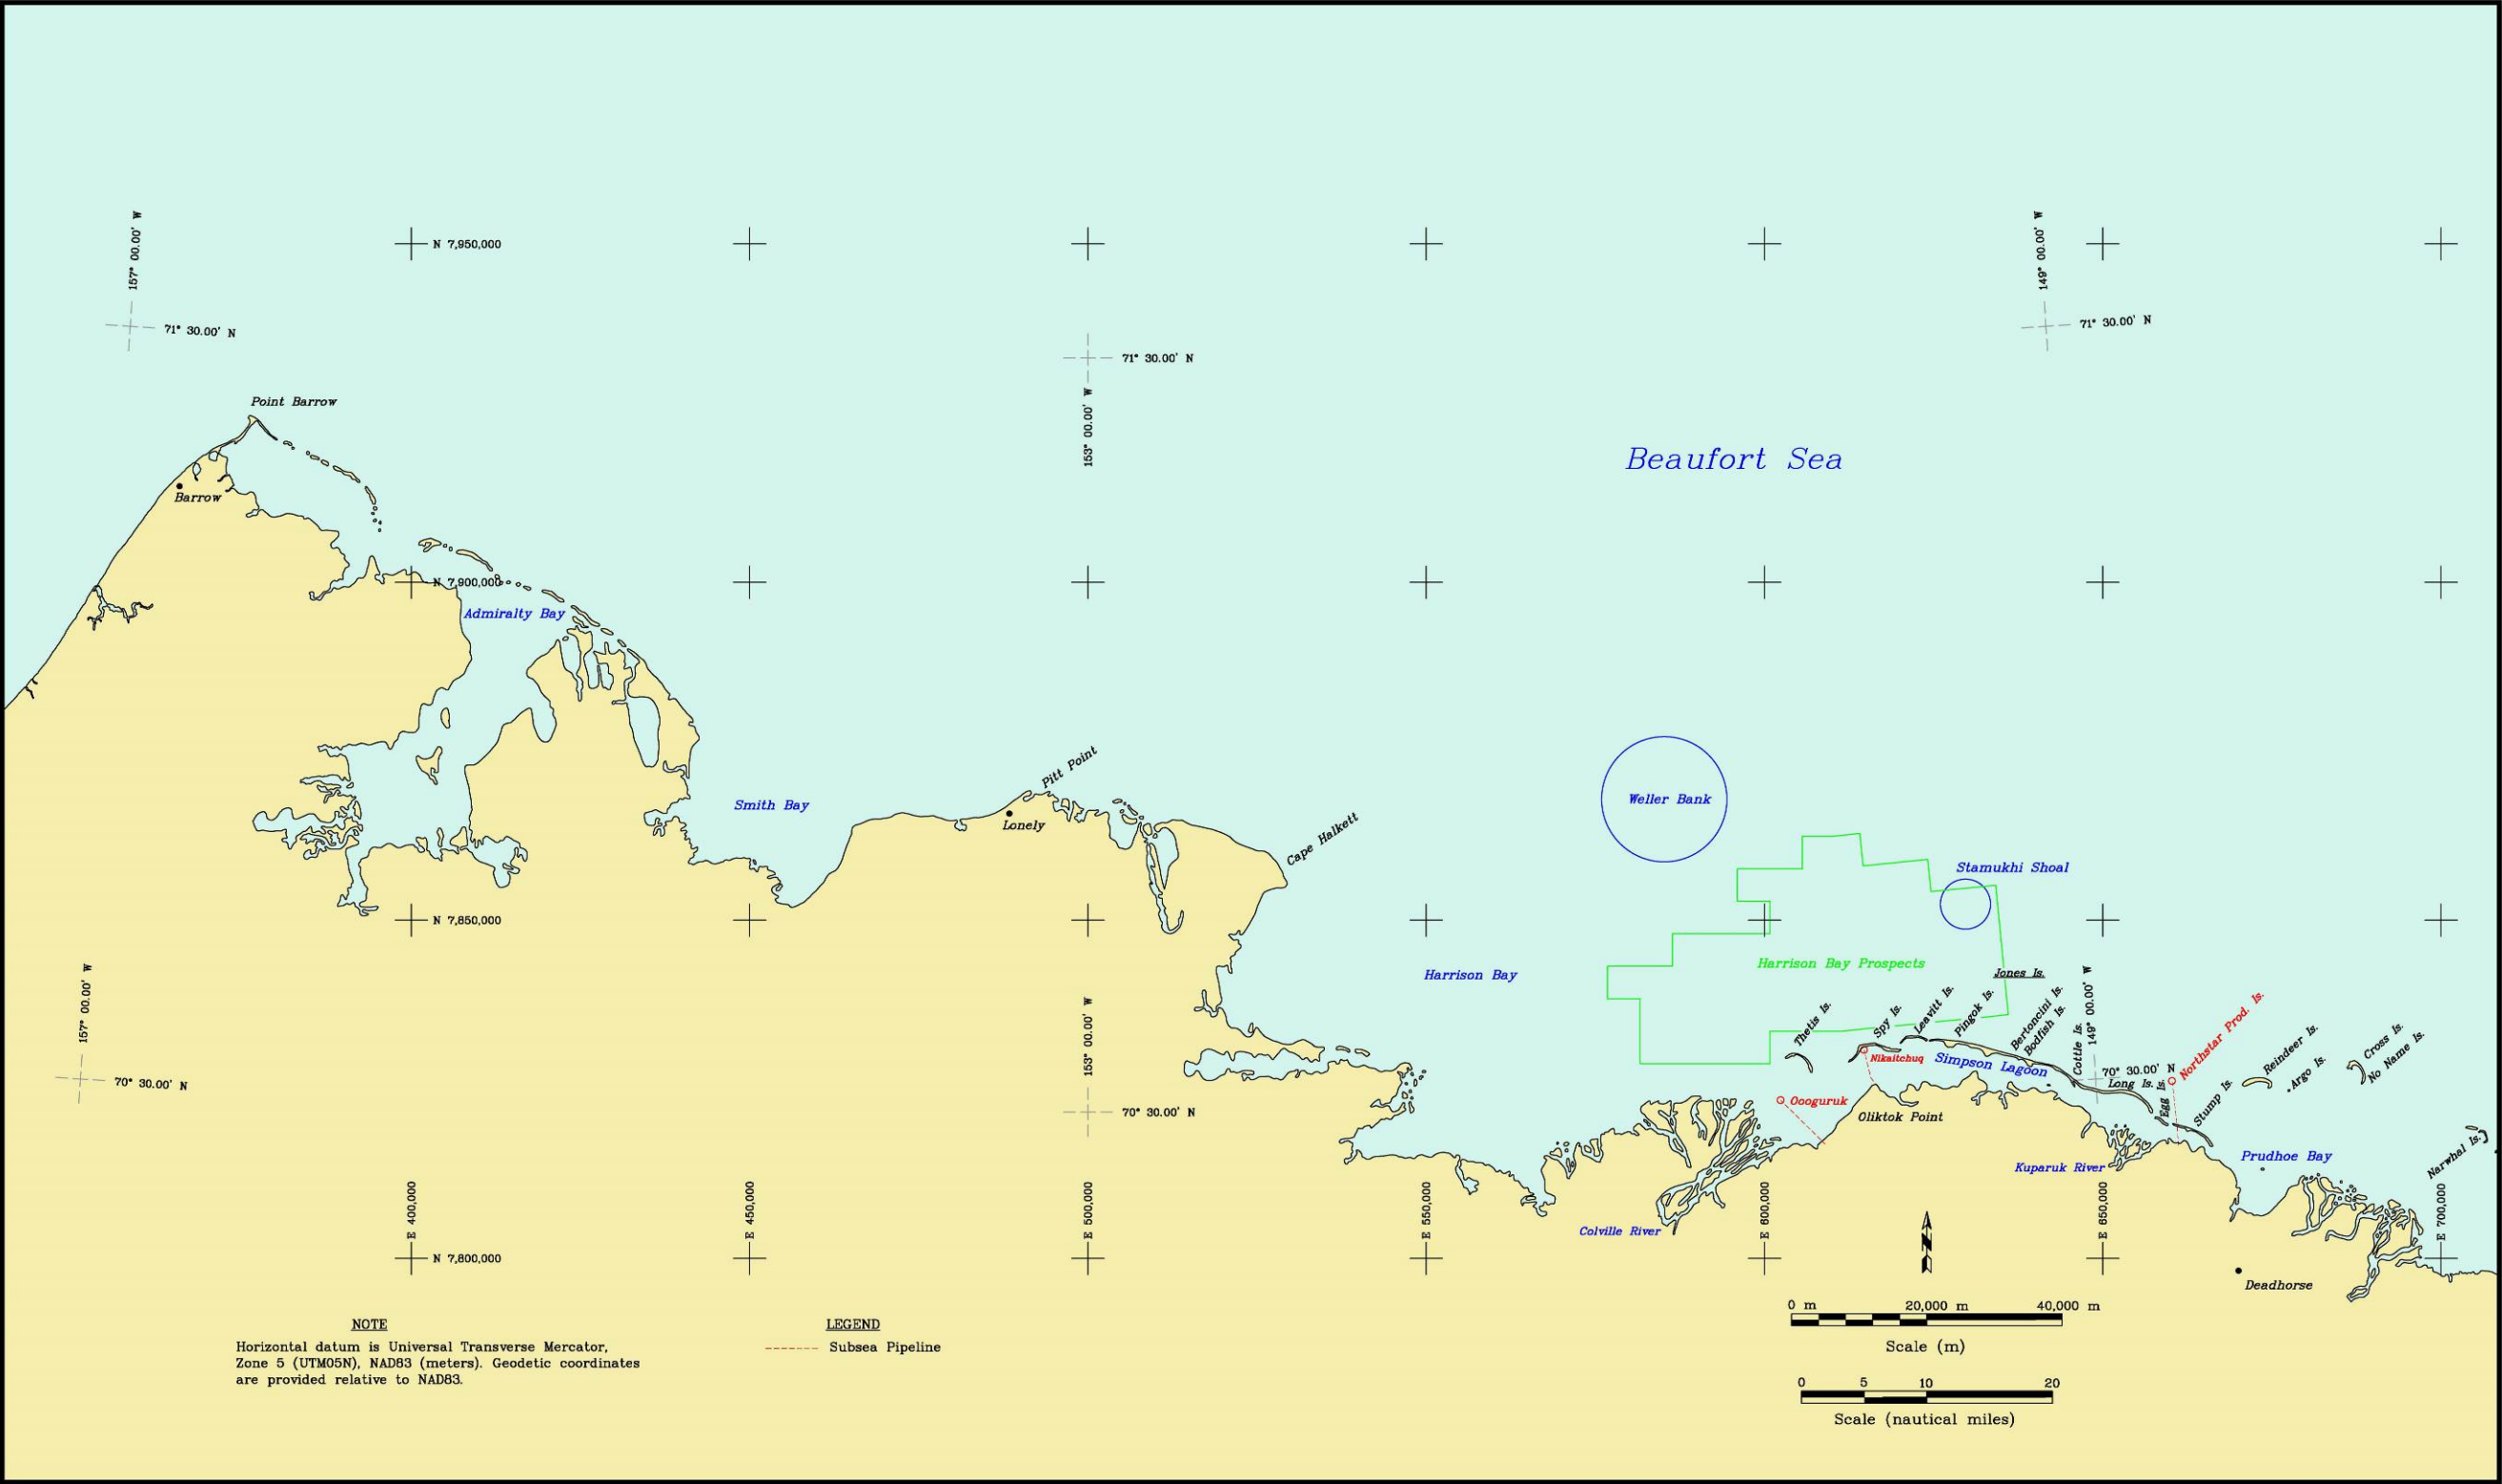 157° 00.00' W
N 7,950,000
149° 00.00' W
71° 30.00' N
71° 30.00' N
71° 30.00' N
153° 00.00' W
Point Barrow
Beaufort Sea
Barrow
N 7,900,000
Admiralty Bay
Pitt Point
Smith Bay
Weller Bank
Lonely
Cape Halkett
Stamukhi Shoal
N 7,850,000
Harrison Bay Prospects
Harrison Bay
Jones Is.
157° 00.00' W
153° 00.00' W
149° 00.00' W
Thetis Is.
Spy Is.
Leavitt Is.
Pingok Is.
Bertoncini Is.
Bodfish Is.
Cottle Is.
Northstar Prod. Is.
Reindeer Is.
Argo Is.
Cross Is.
No Name Is.
Nikaitchuq
Simpson Lagoon
70° 30.00' N
70° 30.00' N
70° 30.00' N
Long Is.
Egg Is.
Stump Is.
Oooguruk
Oliktok Point
Kuparuk River
Prudhoe Bay
Narwhal Is.
Colville River
E 400,000
E 450,000
E 500,000
E 550,000
E 600,000
E 650,000
E 700,000
N 7,800,000
N
Deadhorse
0 m 20,000 m 40,000 m
Scale (m)
0 5 10 20
Scale (nautical miles)
NOTE
Horizontal datum is Universal Transverse Mercator,
Zone 5 (UTM05N), NAD83 (meters). Geodetic coordinates
are provided relative to NAD83.
LEGEND
Subsea Pipeline